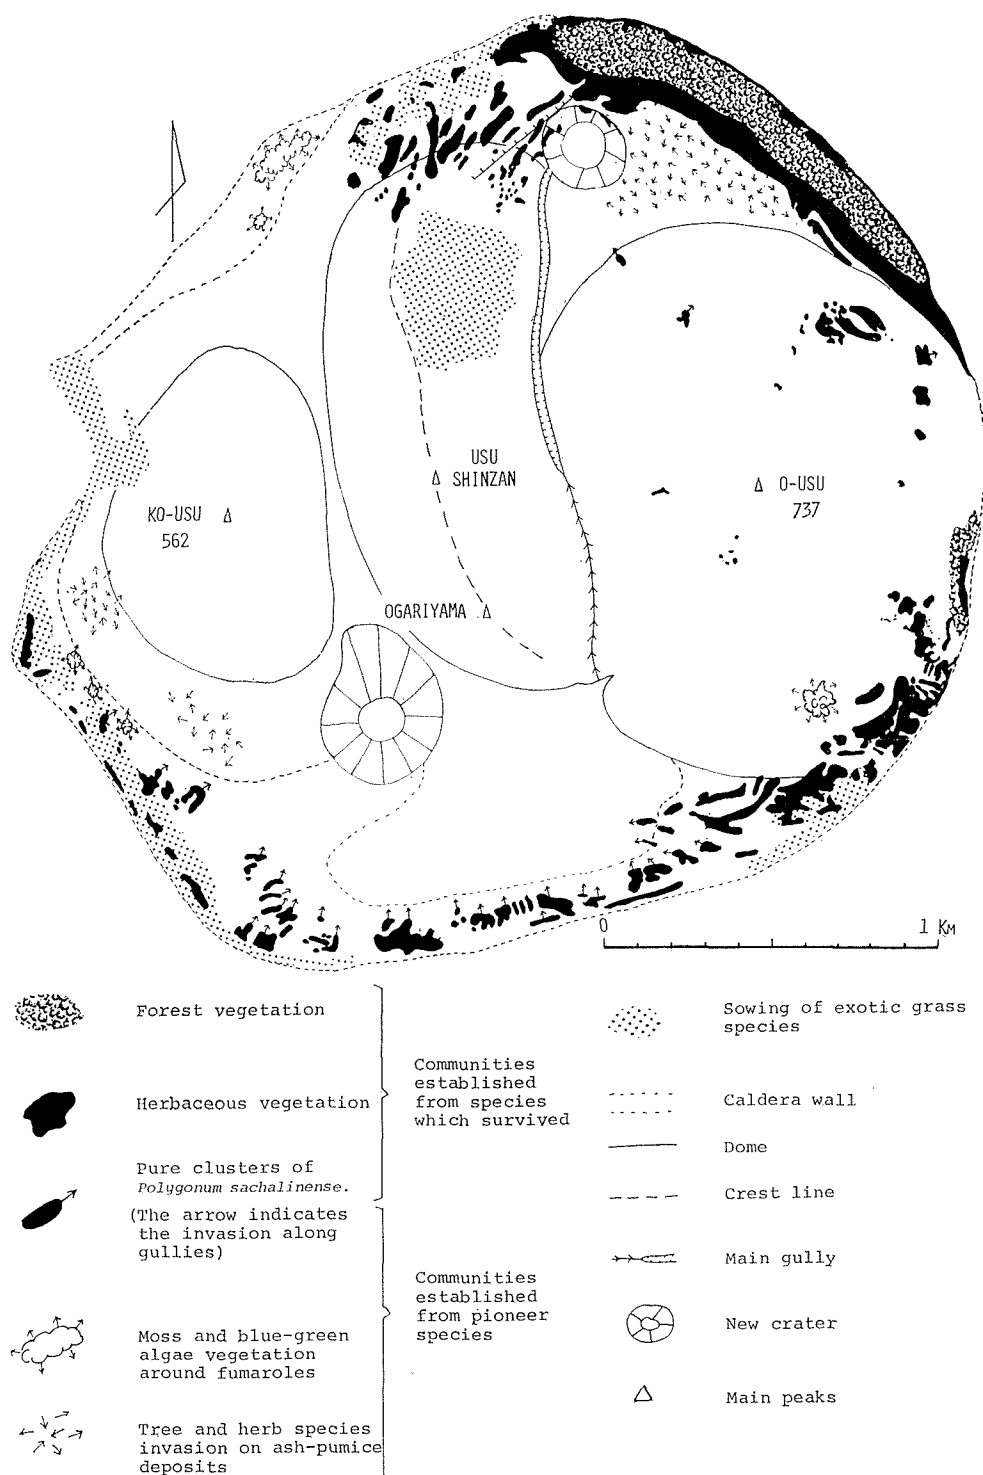 USU
SHINZAN
O-USU
737
KO-USU
562
OGARIYAMA
0 1 KM
Forest vegetation
Herbaceous vegetation
Pure clusters of
Polygonum sachalinense.
(The arrow indicates
the invasion along
gullies)
Moss and blue-green
algae vegetation
around fumaroles
Tree and herb species
invasion on ash-pumice
deposits
Communities
established
from species
which survived
Communities
established
from pioneer
species
Sowing of exotic grass
species
Caldera wall
Dome
Crest line
Main gully
New crater
Main peaks